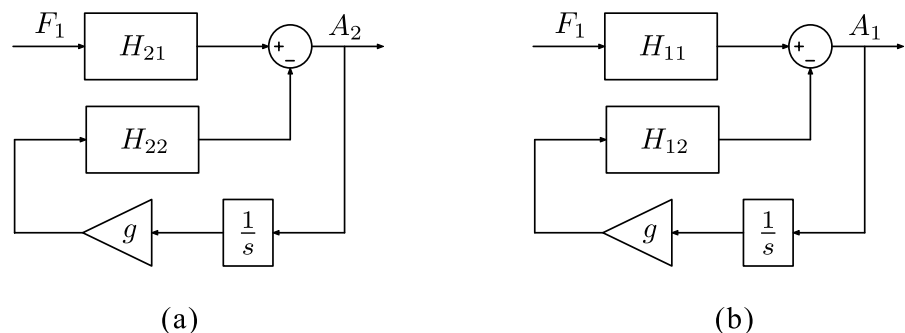 F₁ H₂₁ + − A₂
H₂₂
g 1/s
(a)
F₁ H₁₁ + − A₁
H₁₂
g 1/s
(b)